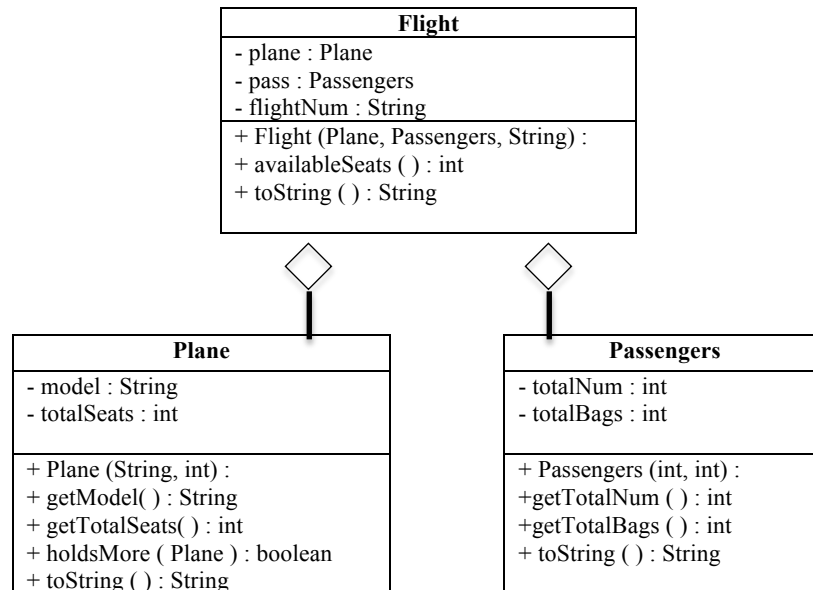 Flight
- plane : Plane
- pass : Passengers
- flightNum : String
+ Flight (Plane, Passengers, String) :
+ availableSeats ( ) : int
+ toString ( ) : String
Plane
- model : String
- totalSeats : int
+ Plane (String, int) :
+ getModel( ) : String
+ getTotalSeats( ) : int
+ holdsMore ( Plane ) : boolean
+ toString ( ) : String
Passengers
- totalNum : int
- totalBags : int
+ Passengers (int, int) :
+getTotalNum ( ) : int
+getTotalBags ( ) : int
+ toString ( ) : String